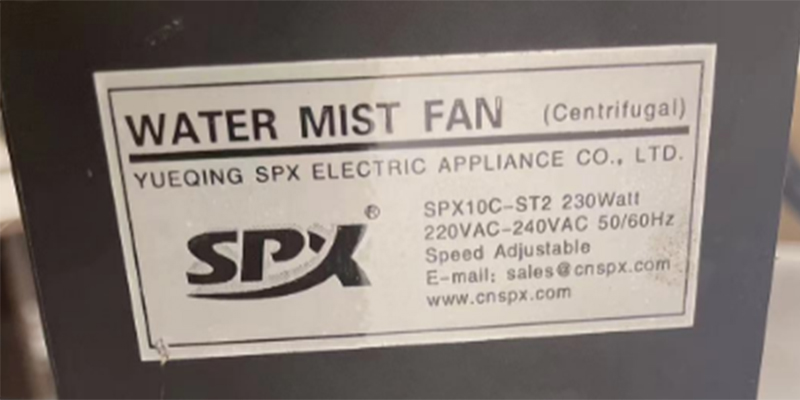 WATER MIST FAN (Centrifugal)
YUEQING SPX ELECTRIC APPLIANCE CO., LTD.
SPX®
SPX10C-ST2 230Watt
220VAC-240VAC 50/60Hz
Speed Adjustable
E-mail: sales@cnspx.com
www.cnspx.com